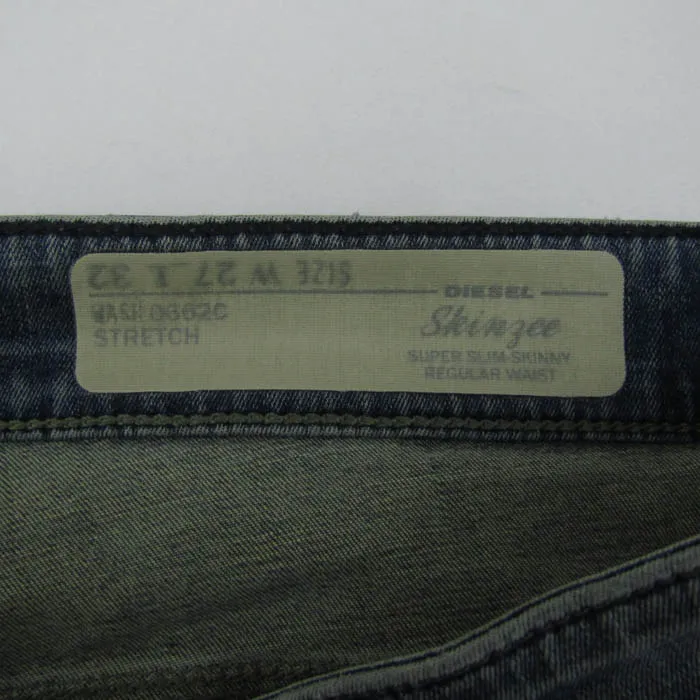 SIZE W 27 L 32
DIESEL
WASH 0662C
STRETCH
Skinzee
SUPER SLIM-SKINNY
REGULAR WAIST